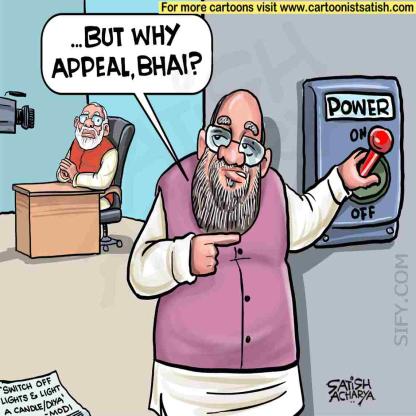 For more cartoons visit www.cartoonistsatish.com
...BUT WHY
APPEAL, BHAI?
POWER
ON
OFF
SIFY.COM
'SWITCH OFF
LIGHTS & LIGHT
A CANDLE/DIYA'
-MODI
SATISH
ACHARYA